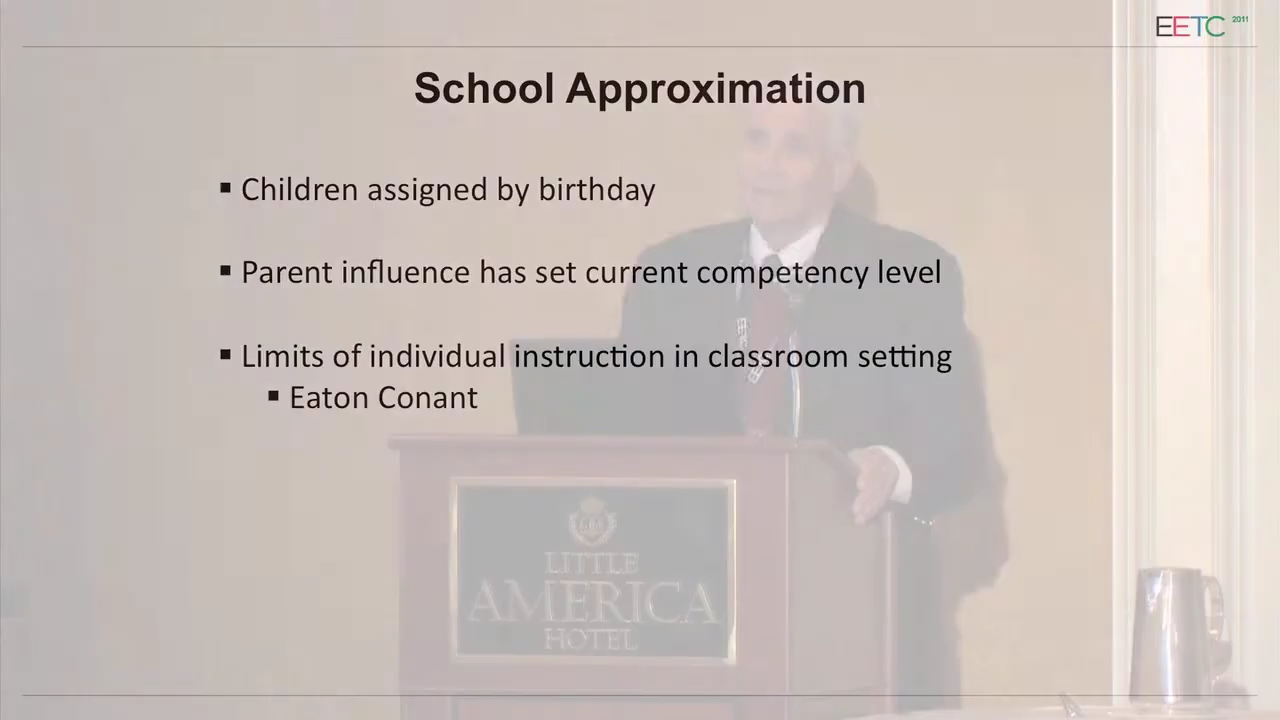 EETC 2011
School Approximation
▪ Children assigned by birthday
▪ Parent influence has set current competency level
▪ Limits of individual instruction in classroom setting
▪ Eaton Conant
LITTLE
AMERICA
HOTEL